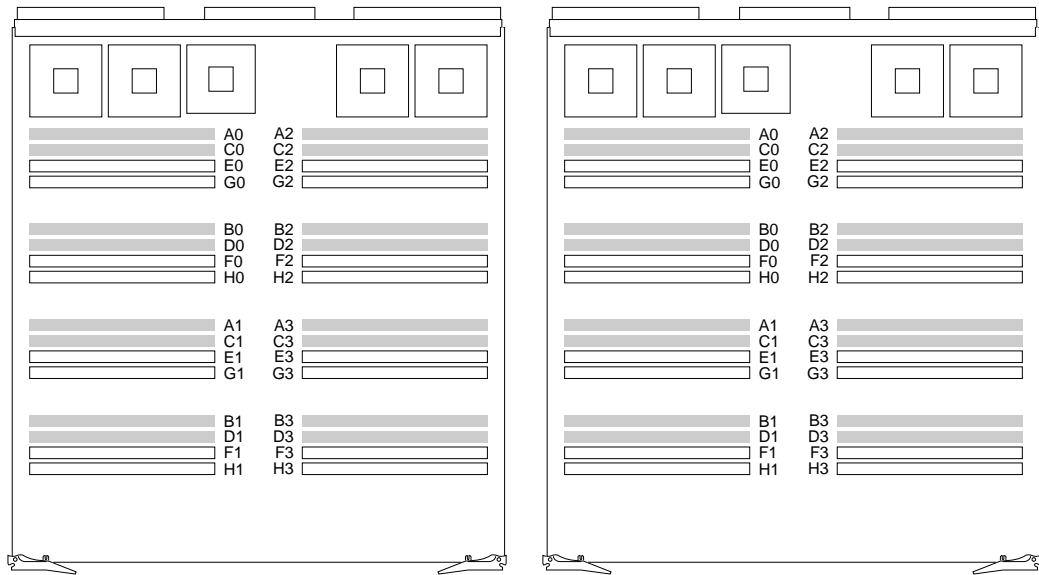 A0 A2 A0 A2
C0 C2 C0 C2
E0 E2 E0 E2
G0 G2 G0 G2
B0 B2 B0 B2
D0 D2 D0 D2
F0 F2 F0 F2
H0 H2 H0 H2
A1 A3 A1 A3
C1 C3 C1 C3
E1 E3 E1 E3
G1 G3 G1 G3
B1 B3 B1 B3
D1 D3 D1 D3
F1 F3 F1 F3
H1 H3 H1 H3